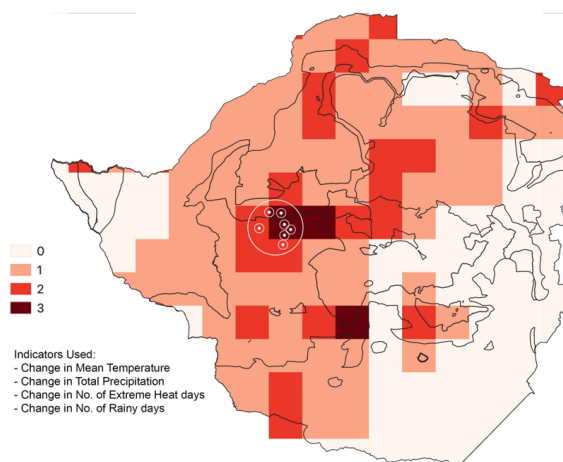 0
1
2
3
Indicators Used:
- Change in Mean Temperature
- Change in Total Precipitation
- Change in No. of Extreme Heat days
- Change in No. of Rainy days